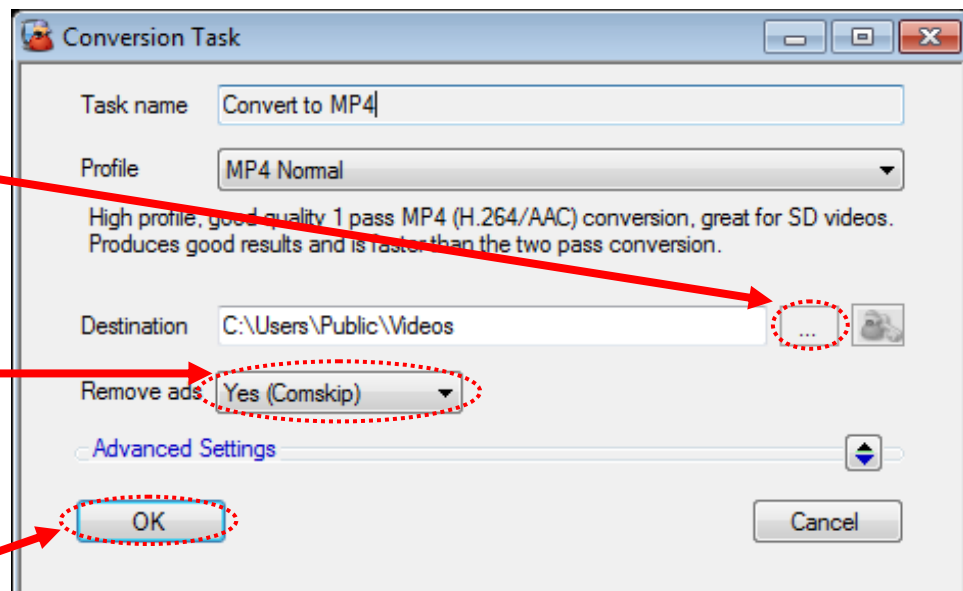 Conversion Task
Task name Convert to MP4
Profile MP4 Normal
High profile, good quality 1 pass MP4 (H.264/AAC) conversion, great for SD videos.
Produces good results and is faster than the two pass conversion.
Destination C:\Users\Public\Videos ...
Remove ads Yes (Comskip)
Advanced Settings
OK Cancel